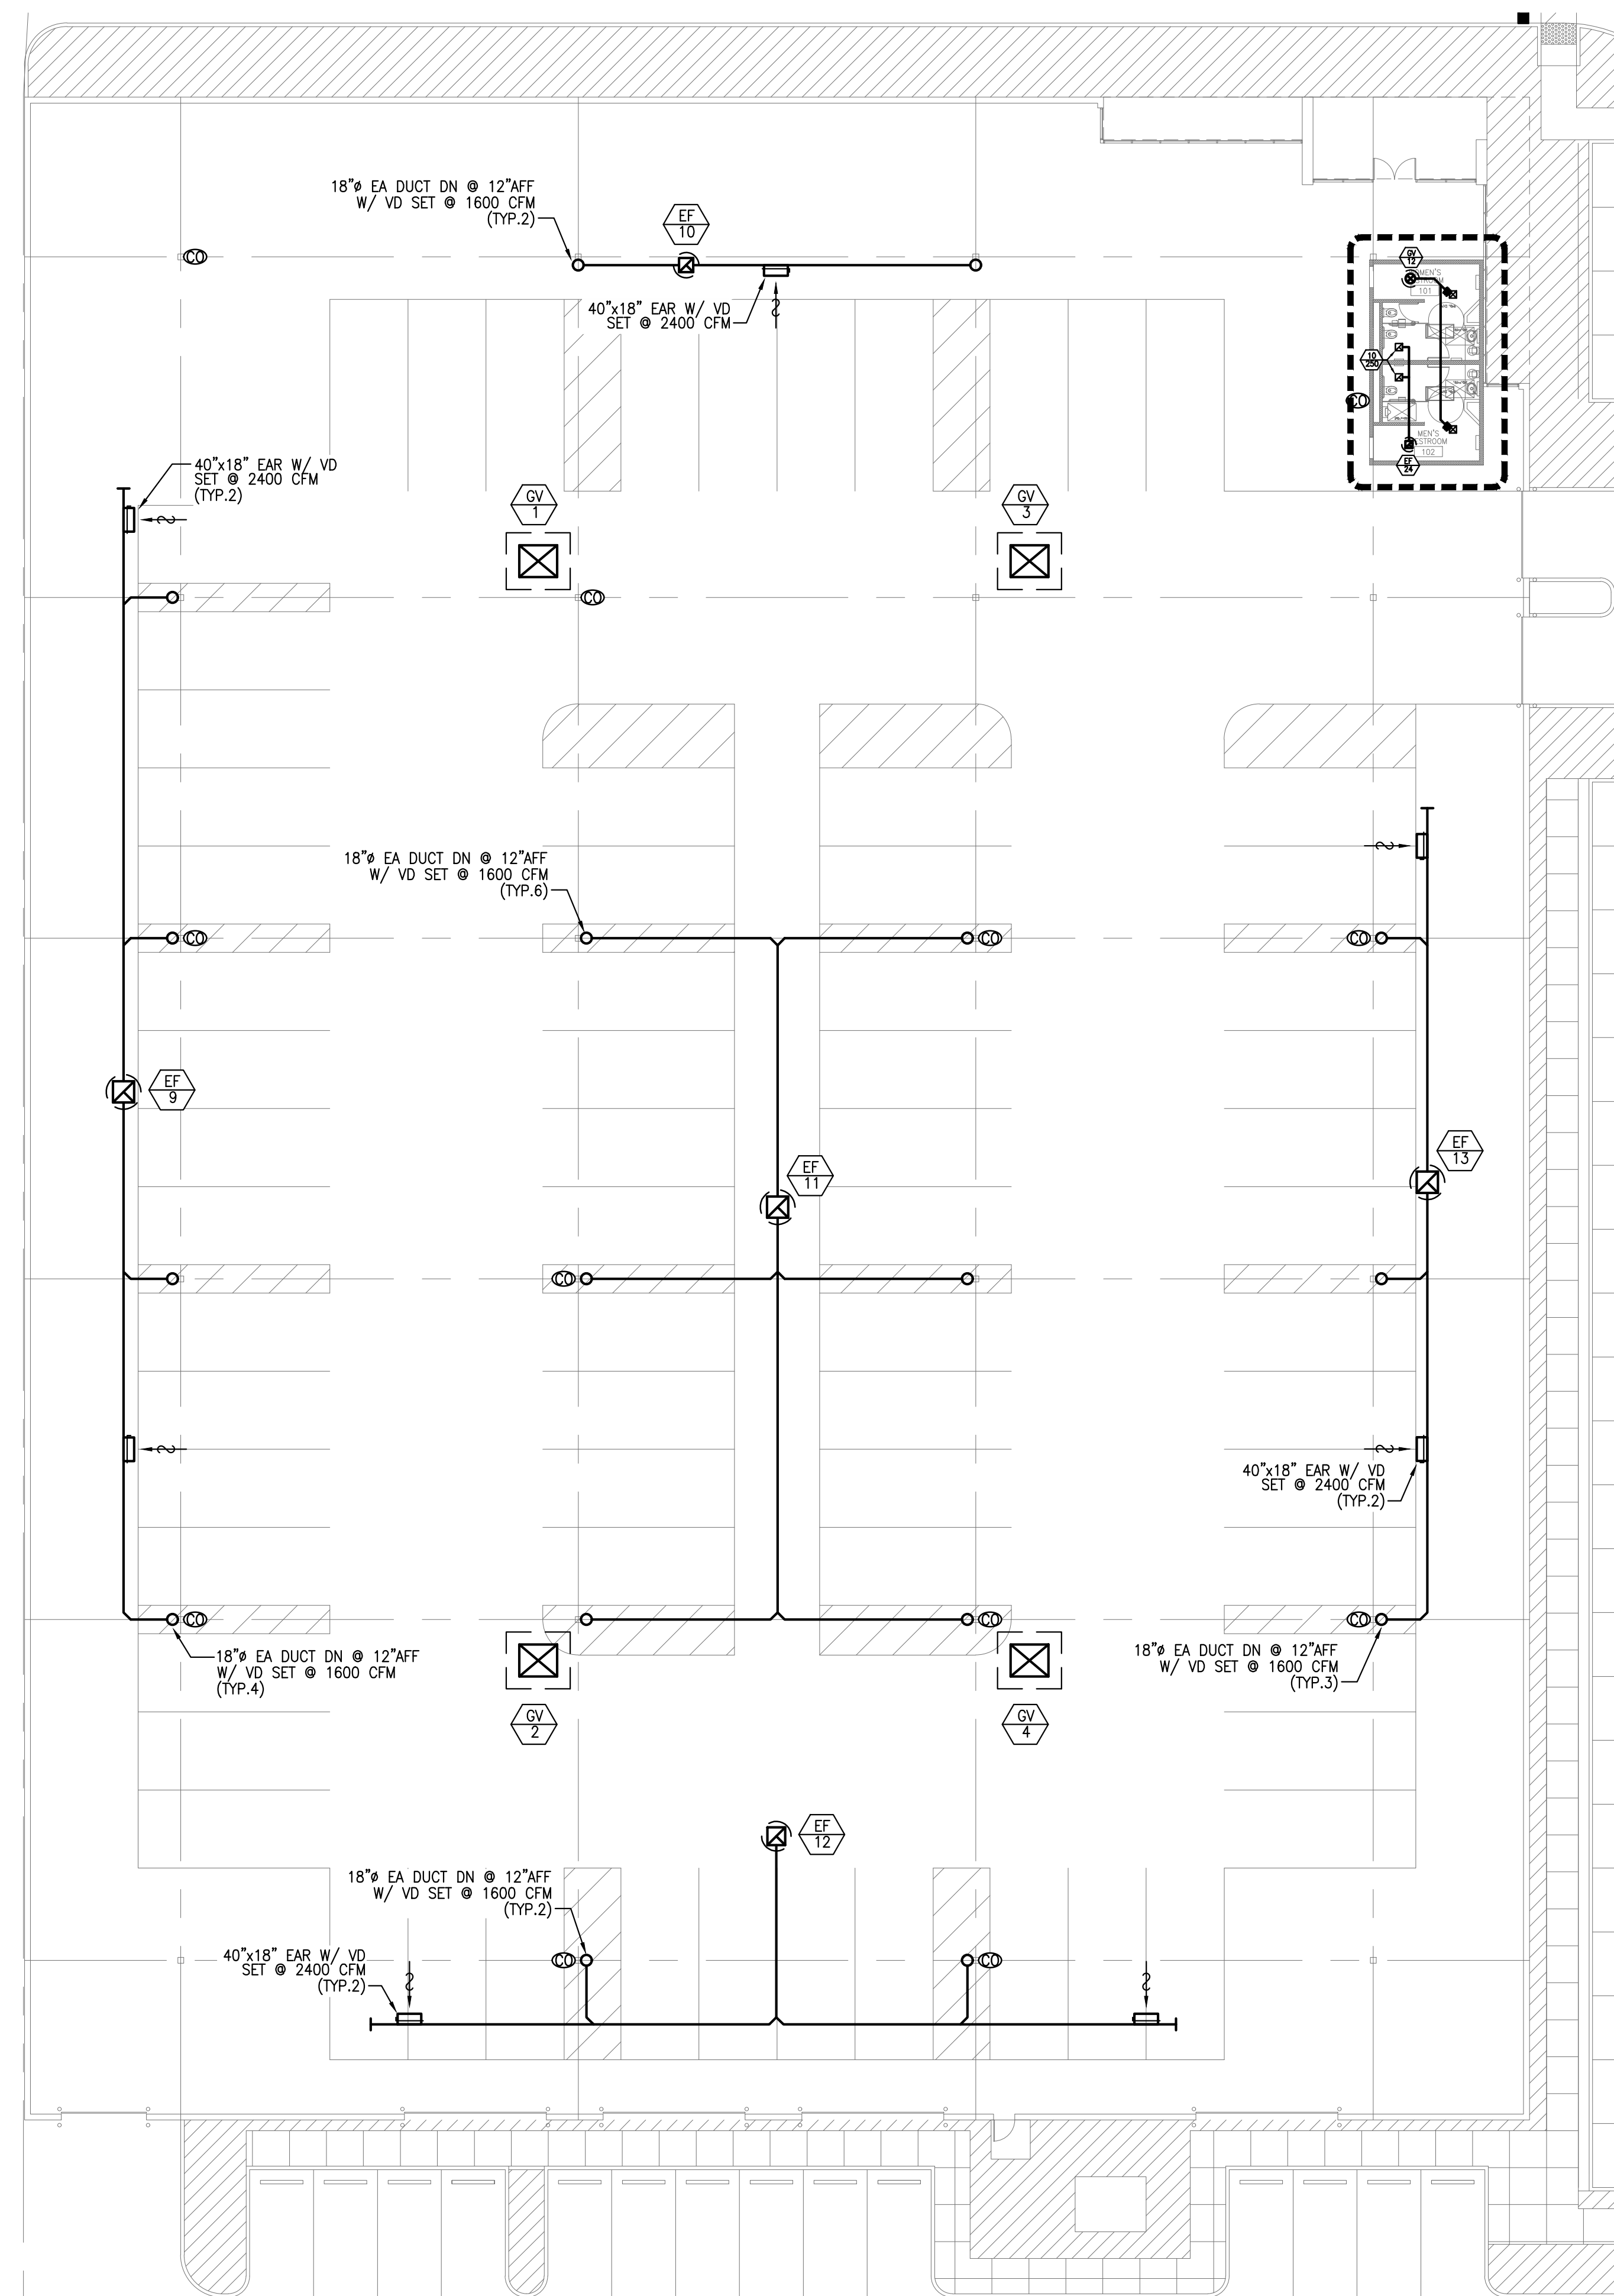 18"ø EA DUCT DN @ 12"AFF
W/ VD SET @ 1600 CFM
(TYP.2)
EF
10
CO
40"x18" EAR W/ VD
SET @ 2400 CFM
GV
12
MEN'S
RESTROOM
101
10
250
CO
MEN'S
RESTROOM
102
EF
24
40"x18" EAR W/ VD
SET @ 2400 CFM
(TYP.2)
GV
1
GV
3
CO
18"ø EA DUCT DN @ 12"AFF
W/ VD SET @ 1600 CFM
(TYP.6)
CO
CO
CO
EF
9
EF
11
EF
13
CO
40"x18" EAR W/ VD
SET @ 2400 CFM
(TYP.2)
CO
CO
CO
18"ø EA DUCT DN @ 12"AFF
W/ VD SET @ 1600 CFM
(TYP.4)
18"ø EA DUCT DN @ 12"AFF
W/ VD SET @ 1600 CFM
(TYP.3)
GV
2
GV
4
EF
12
18"ø EA DUCT DN @ 12"AFF
W/ VD SET @ 1600 CFM
(TYP.2)
CO
CO
40"x18" EAR W/ VD
SET @ 2400 CFM
(TYP.2)